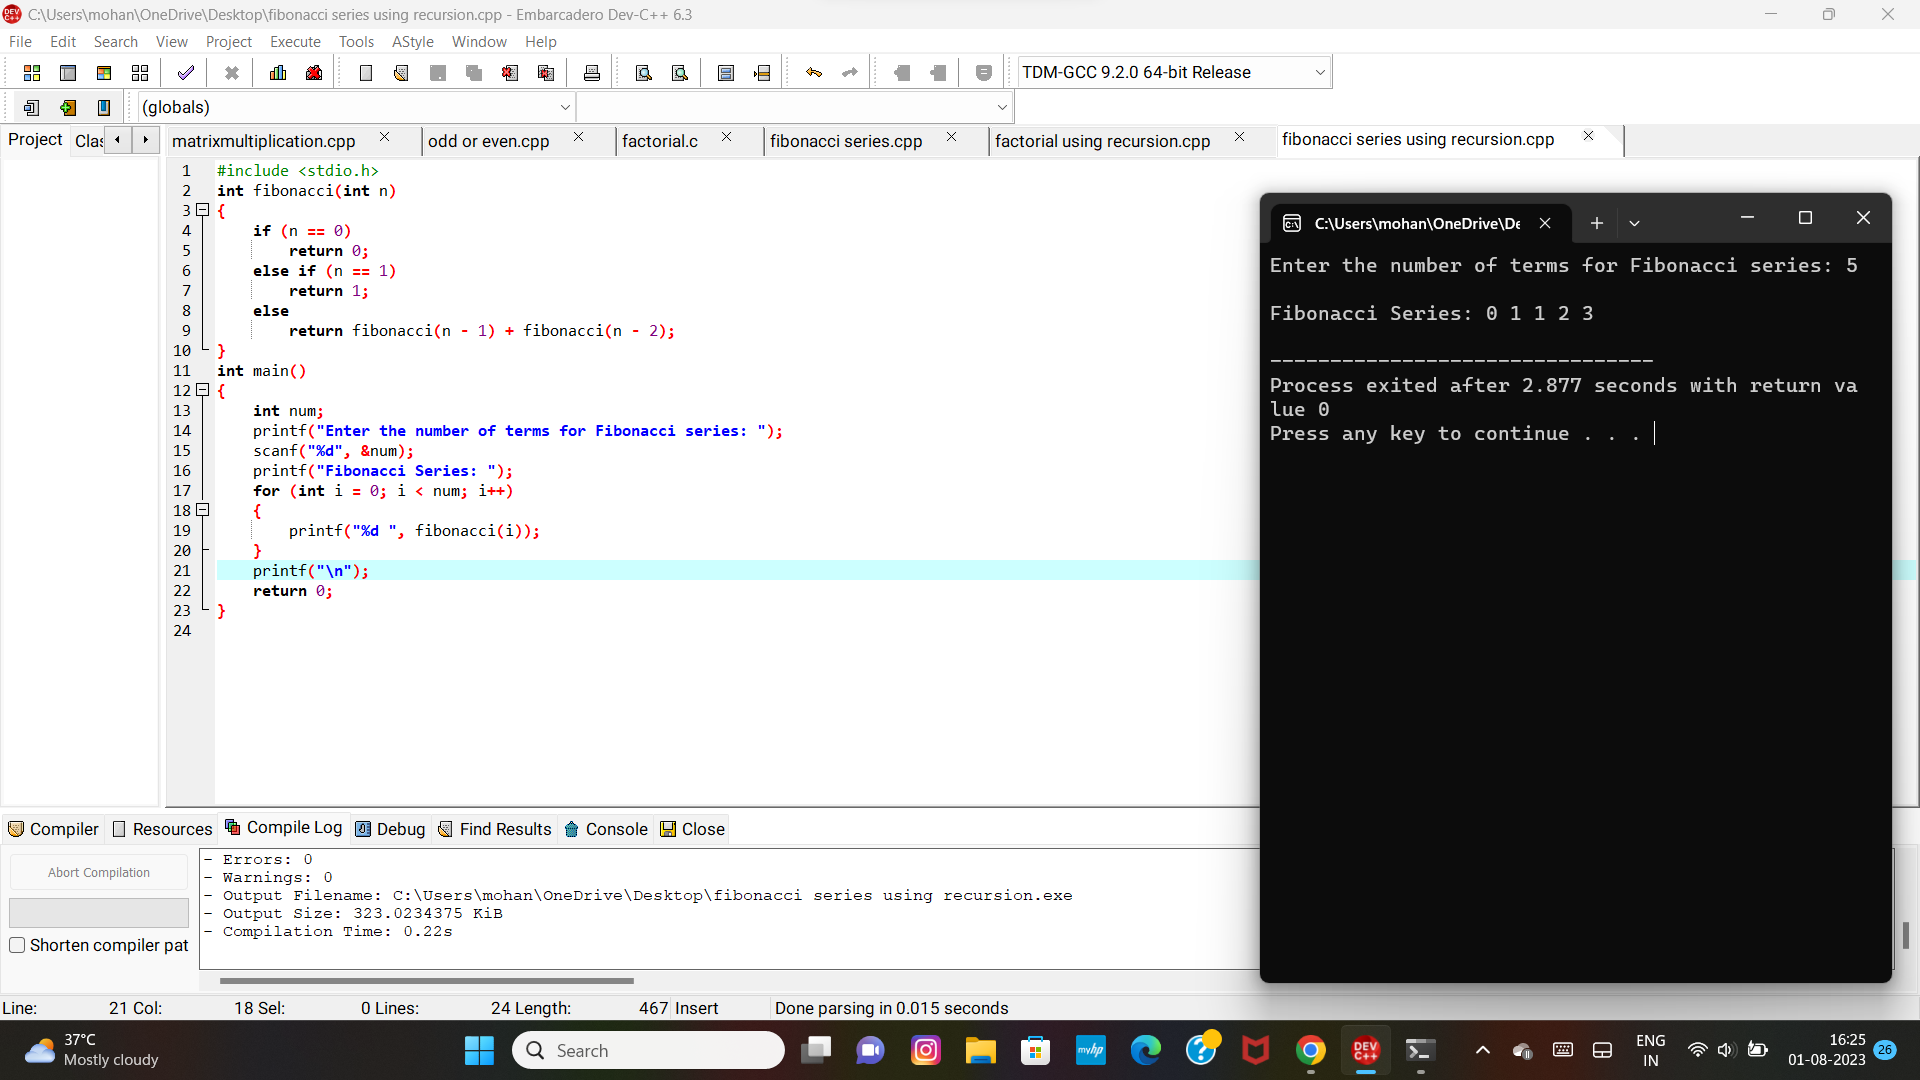 C:\Users\mohan\OneDrive\Desktop\fibonacci series using recursion.cpp - Embarcadero Dev-C++ 6.3
File Edit Search View Project Execute Tools AStyle Window Help
TDM-GCC 9.2.0 64-bit Release
(globals)
Project Clas matrixmultiplication.cpp odd or even.cpp factorial.c fibonacci series.cpp factorial using recursion.cpp fibonacci series using recursion.cpp
1 #include <stdio.h>
2 int fibonacci(int n)
3 {
4 if (n == 0)
5 return 0;
6 else if (n == 1)
7 return 1;
8 else
9 return fibonacci(n - 1) + fibonacci(n - 2);
10 }
11 int main()
12 {
13 int num;
14 printf("Enter the number of terms for Fibonacci series: ");
15 scanf("%d", &num);
16 printf("Fibonacci Series: ");
17 for (int i = 0; i < num; i++)
18 {
19 printf("%d ", fibonacci(i));
20 }
21 printf("\n");
22 return 0;
23 }
24
C:\Users\mohan\OneDrive\De
Enter the number of terms for Fibonacci series: 5
Fibonacci Series: 0 1 1 2 3
--------------------------------
Process exited after 2.877 seconds with return va
lue 0
Press any key to continue . . .
Compiler Resources Compile Log Debug Find Results Console Close
Abort Compilation
Shorten compiler pat
- Errors: 0
- Warnings: 0
- Output Filename: C:\Users\mohan\OneDrive\Desktop\fibonacci series using recursion.exe
- Output Size: 323.0234375 KiB
- Compilation Time: 0.22s
Line: 21 Col: 18 Sel: 0 Lines: 24 Length: 467 Insert Done parsing in 0.015 seconds
37°C
Mostly cloudy
Search
myhp
DEV C++
ENG
IN
16:25
01-08-2023
26